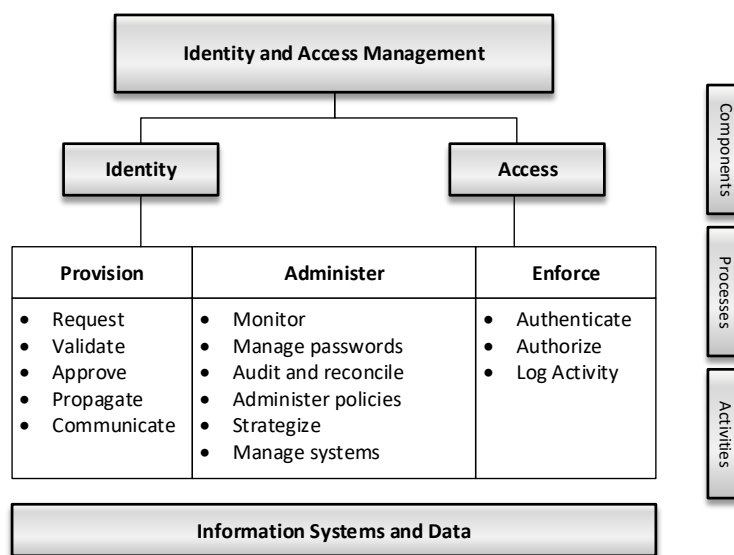 Identity and Access Management
Identity
Access
Provision
Administer
Enforce
• Request
• Validate
• Approve
• Propagate
• Communicate
• Monitor
• Manage passwords
• Audit and reconcile
• Administer policies
• Strategize
• Manage systems
• Authenticate
• Authorize
• Log Activity
Information Systems and Data
Components
Processes
Activities